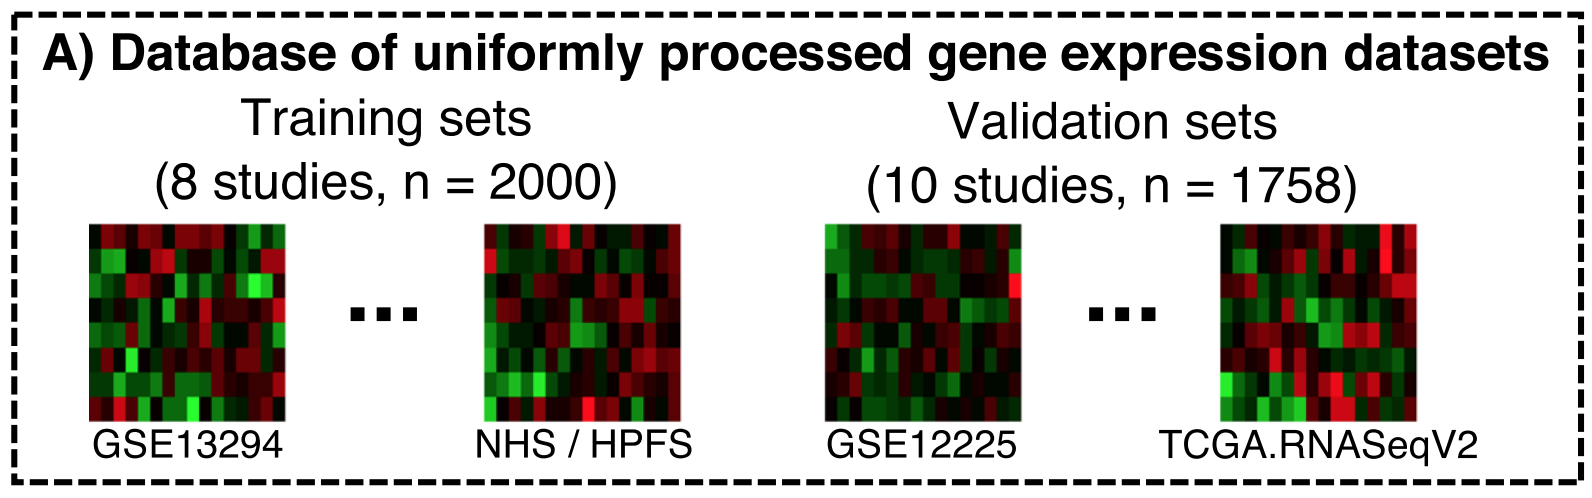 A) Database of uniformly processed gene expression datasets
Training sets
(8 studies, n = 2000)
Validation sets
(10 studies, n = 1758)
...
...
GSE13294
NHS / HPFS
GSE12225
TCGA.RNASeqV2